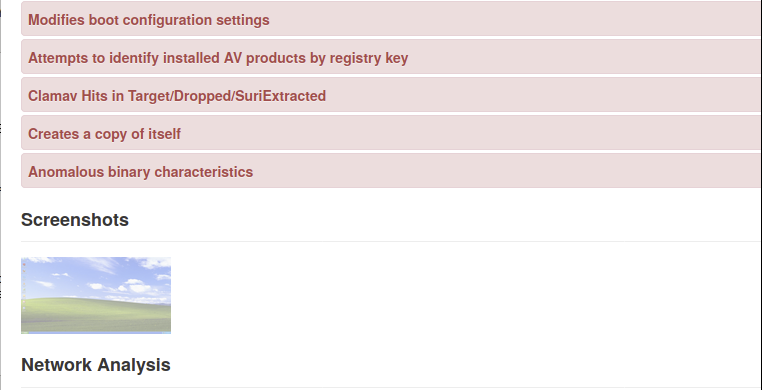 Modifies boot configuration settings
Attempts to identify installed AV products by registry key
Clamav Hits in Target/Dropped/SuriExtracted
Creates a copy of itself
Anomalous binary characteristics
Screenshots
Network Analysis